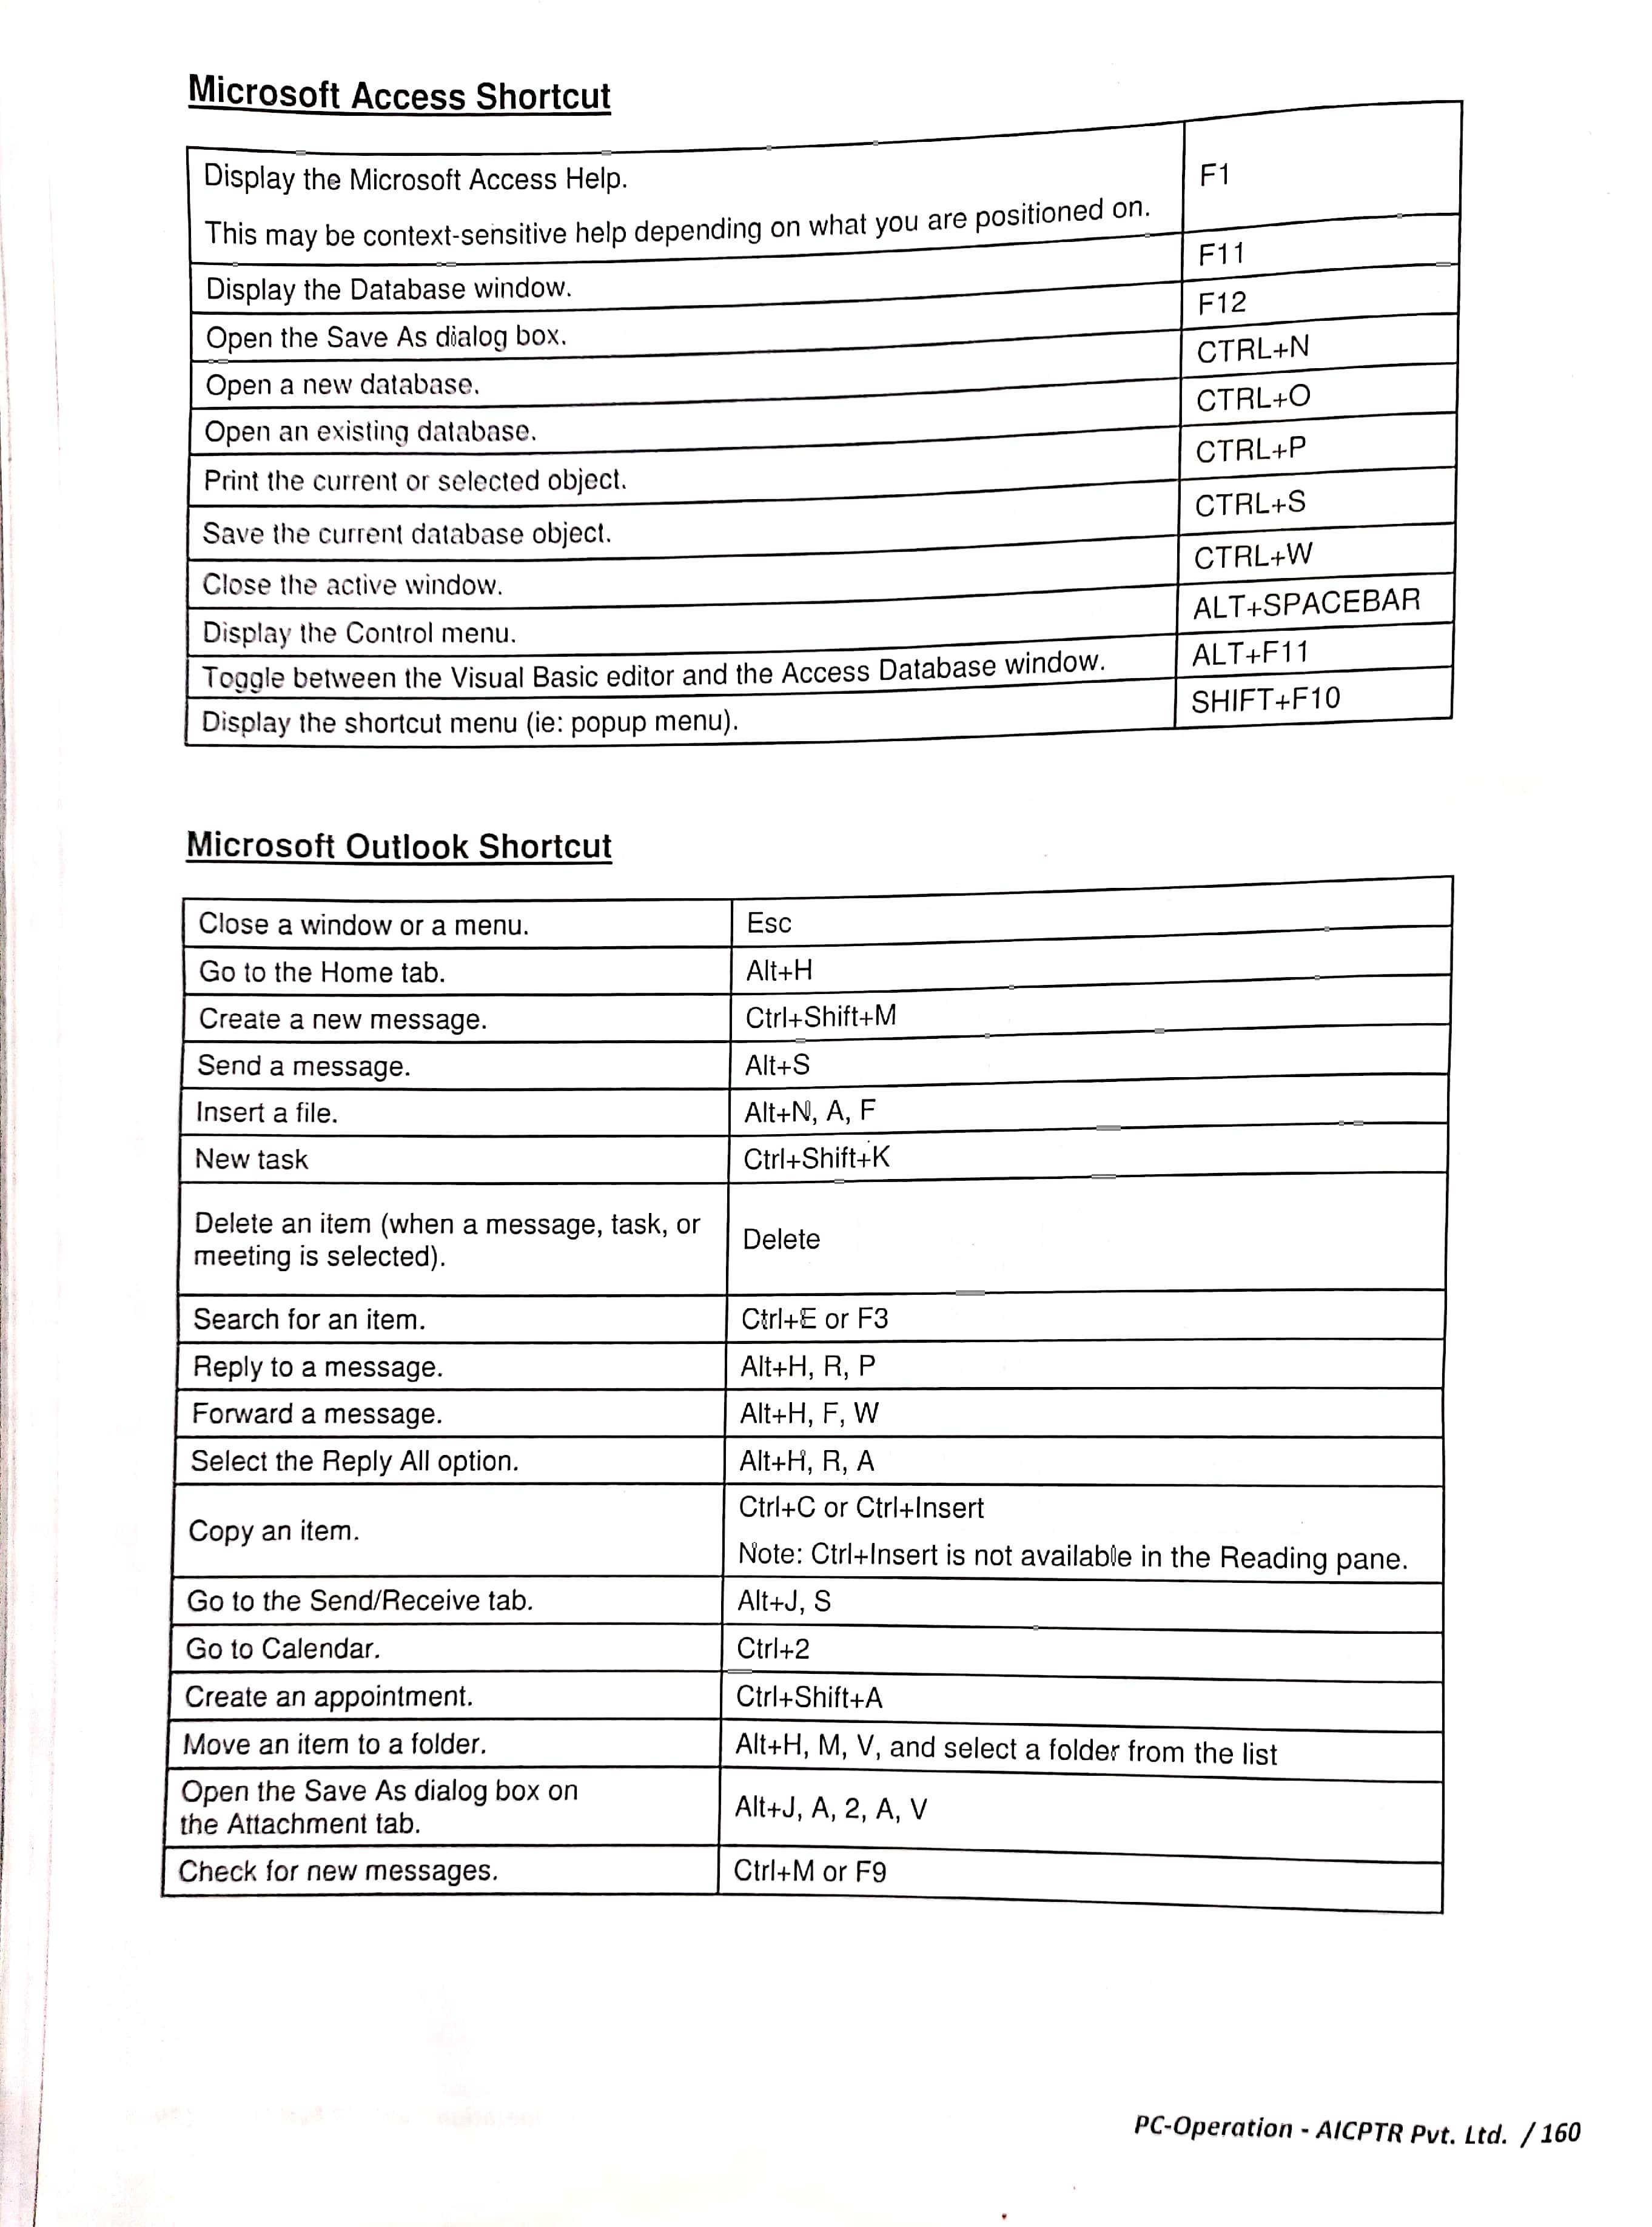 Microsoft Access Shortcut
Display the Microsoft Access Help. F1
This may be context-sensitive help depending on what you are positioned on.
Display the Database window. F11
Open the Save As dialog box. F12
Open a new database. CTRL+N
Open an existing database. CTRL+O
Print the current or selected object. CTRL+P
Save the current database object. CTRL+S
Close the active window. CTRL+W
Display the Control menu. ALT+SPACEBAR
Toggle between the Visual Basic editor and the Access Database window. ALT+F11
Display the shortcut menu (ie: popup menu). SHIFT+F10
Microsoft Outlook Shortcut
Close a window or a menu. Esc
Go to the Home tab. Alt+H
Create a new message. Ctrl+Shift+M
Send a message. Alt+S
Insert a file. Alt+N, A, F
New task Ctrl+Shift+K
Delete an item (when a message, task, or
meeting is selected). Delete
Search for an item. Ctrl+E or F3
Reply to a message. Alt+H, R, P
Forward a message. Alt+H, F, W
Select the Reply All option. Alt+H, R, A
Copy an item. Ctrl+C or Ctrl+Insert
Note: Ctrl+Insert is not available in the Reading pane.
Go to the Send/Receive tab. Alt+J, S
Go to Calendar. Ctrl+2
Create an appointment. Ctrl+Shift+A
Move an item to a folder. Alt+H, M, V, and select a folder from the list
Open the Save As dialog box on
the Attachment tab. Alt+J, A, 2, A, V
Check for new messages. Ctrl+M or F9
PC-Operation - AICPTR Pvt. Ltd. / 160